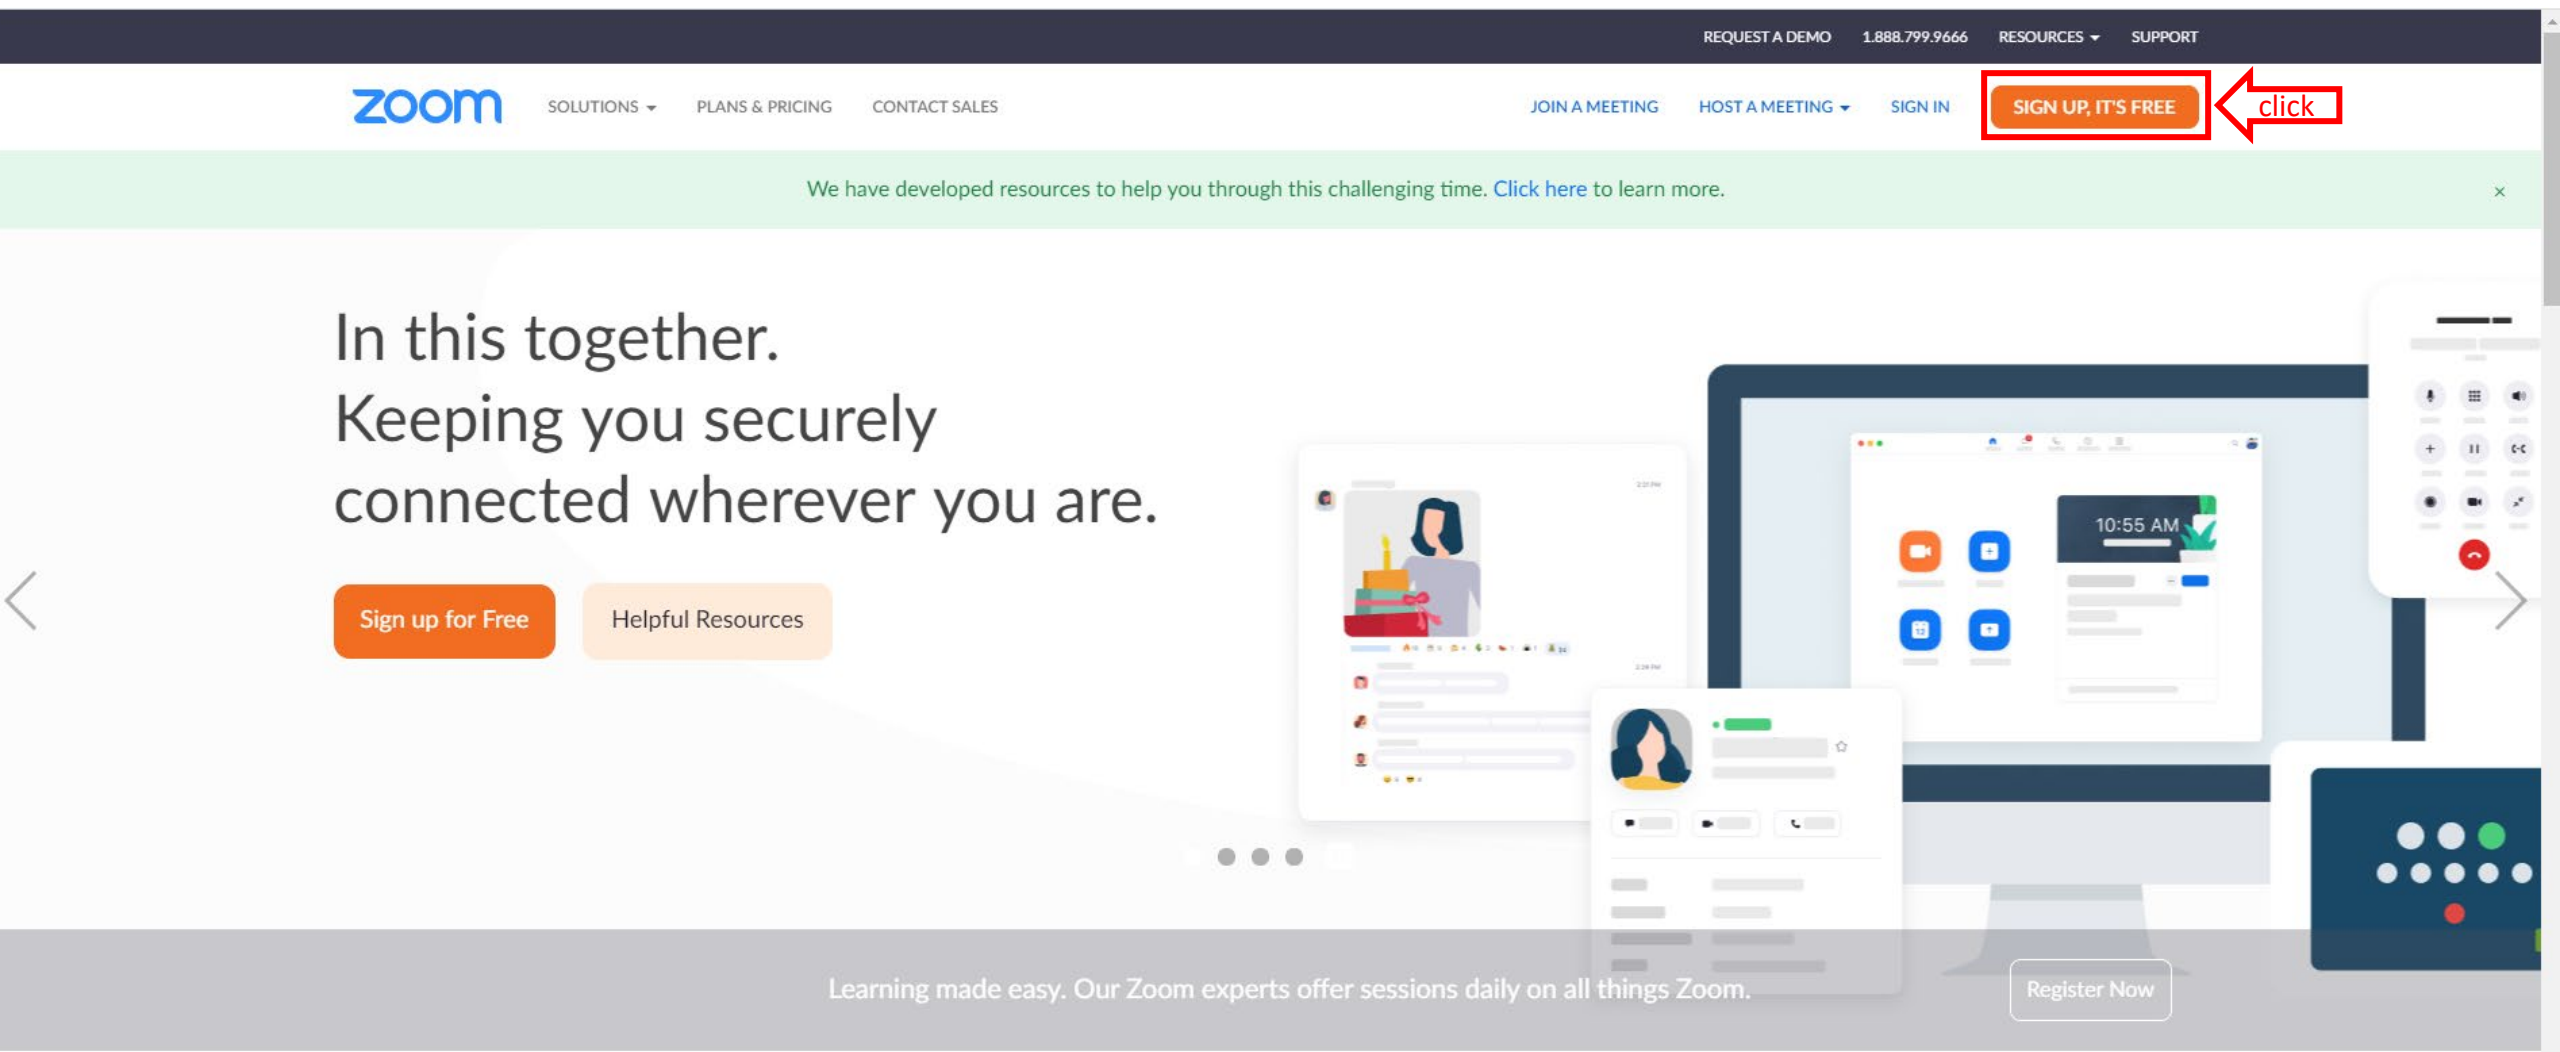 REQUEST A DEMO 1.888.799.9666 RESOURCES SUPPORT
zoom SOLUTIONS PLANS & PRICING CONTACT SALES JOIN A MEETING HOST A MEETING SIGN IN SIGN UP, IT'S FREE click
We have developed resources to help you through this challenging time. Click here to learn more. ×
In this together.
Keeping you securely
connected wherever you are.
Sign up for Free Helpful Resources
10:55 AM
Learning made easy. Our Zoom experts offer sessions daily on all things Zoom. Register Now